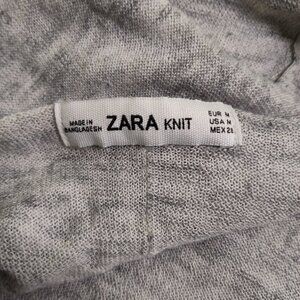 MADE IN
BANGLADESH
ZARA KNIT
EUR M
USA M
MEX 28